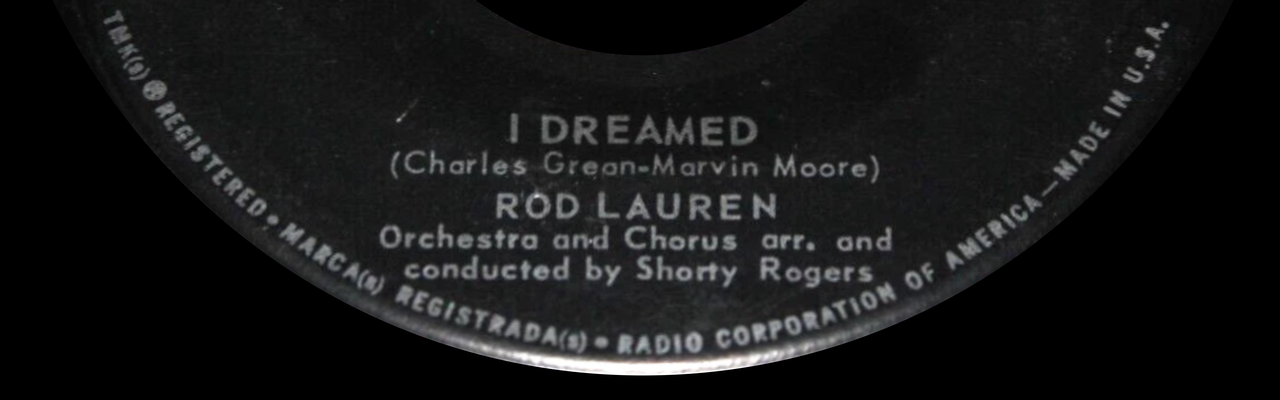 I DREAMED
(Charles Grean-Marvin Moore)
ROD LAUREN
Orchestra and Chorus arr. and
conducted by Shorty Rogers
TMK(s) ® REGISTERED • MARCA(s) REGISTRADA(s) • RADIO CORPORATION OF AMERICA—MADE IN U.S.A.